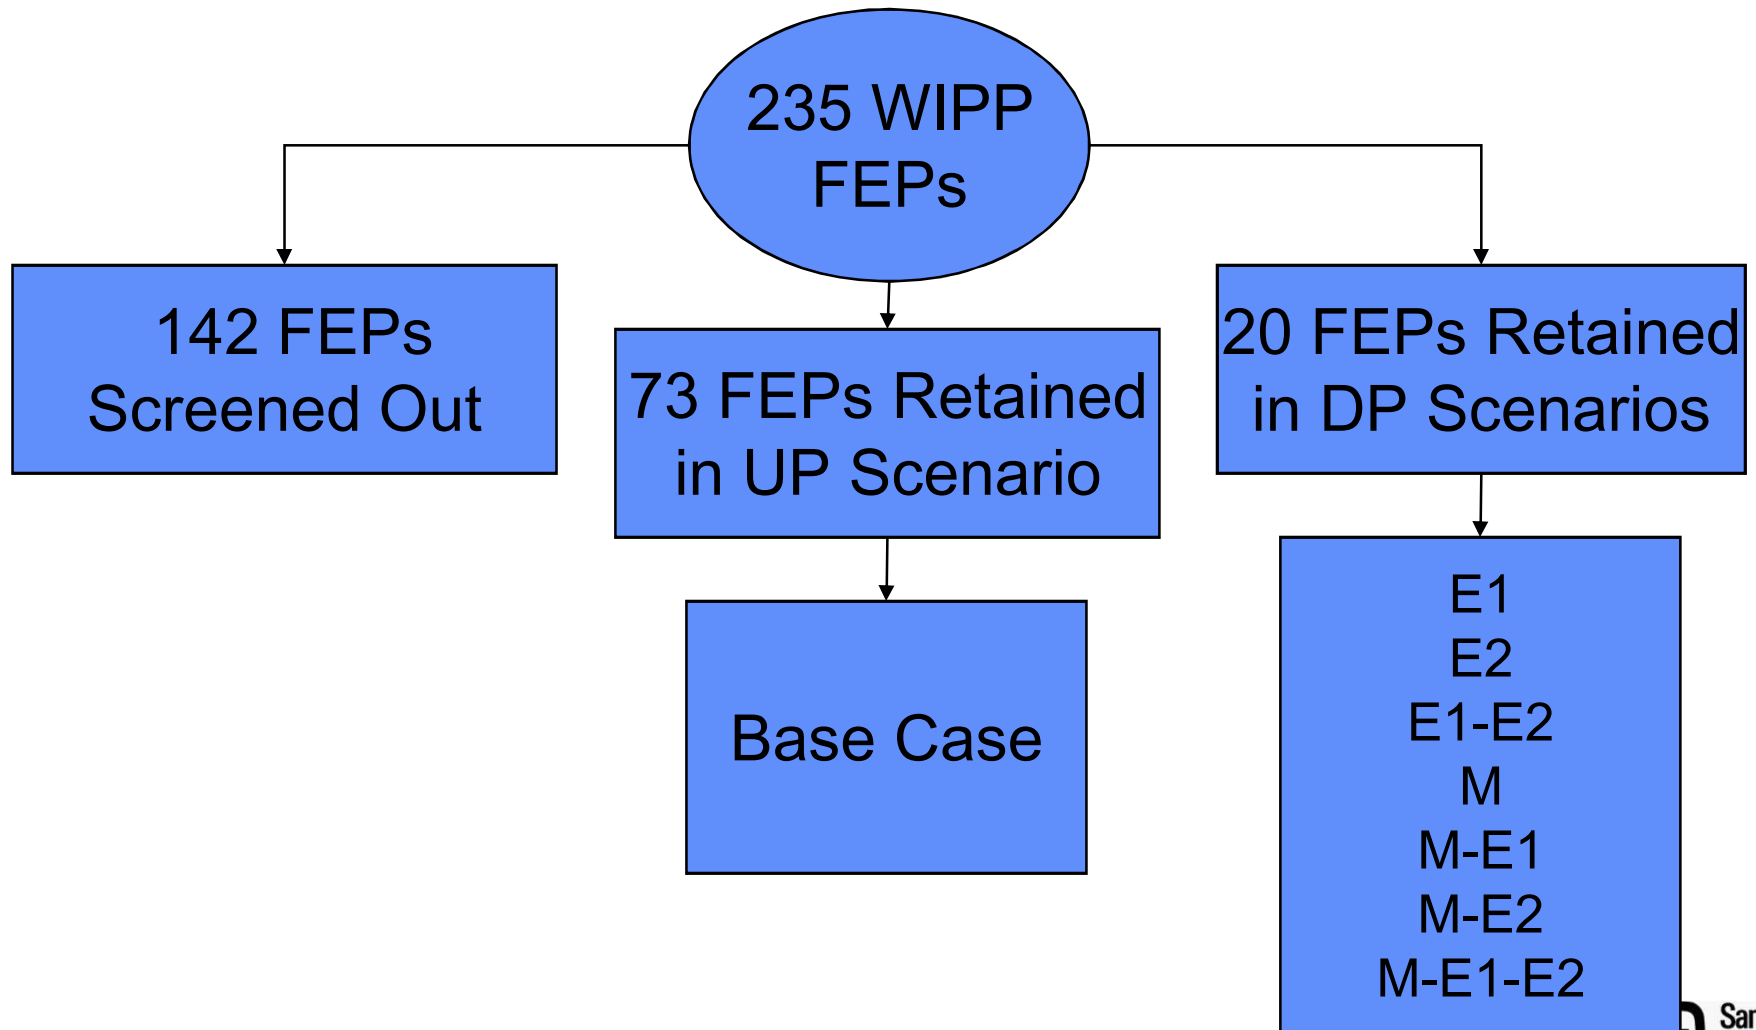 235 WIPP
FEPs
142 FEPs
Screened Out
73 FEPs Retained
in UP Scenario
20 FEPs Retained
in DP Scenarios
Base Case
E1
E2
E1-E2
M
M-E1
M-E2
M-E1-E2